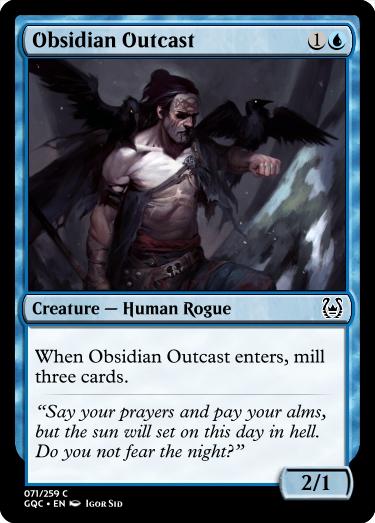 Obsidian Outcast 1
Creature — Human Rogue
When Obsidian Outcast enters, mill
three cards.
“Say your prayers and pay your alms,
but the sun will set on this day in hell.
Do you not fear the night?”
2/1
071/259 C
GQC • EN Igor Sid